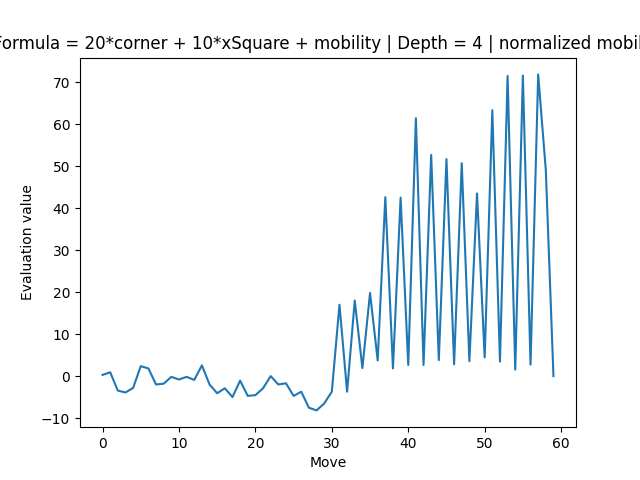 Formula = 20*corner + 10*xSquare + mobility | Depth = 4 | normalized mobil
70
60
50
40
30
20
10
0
−10
Evaluation value
0 10 20 30 40 50 60
Move